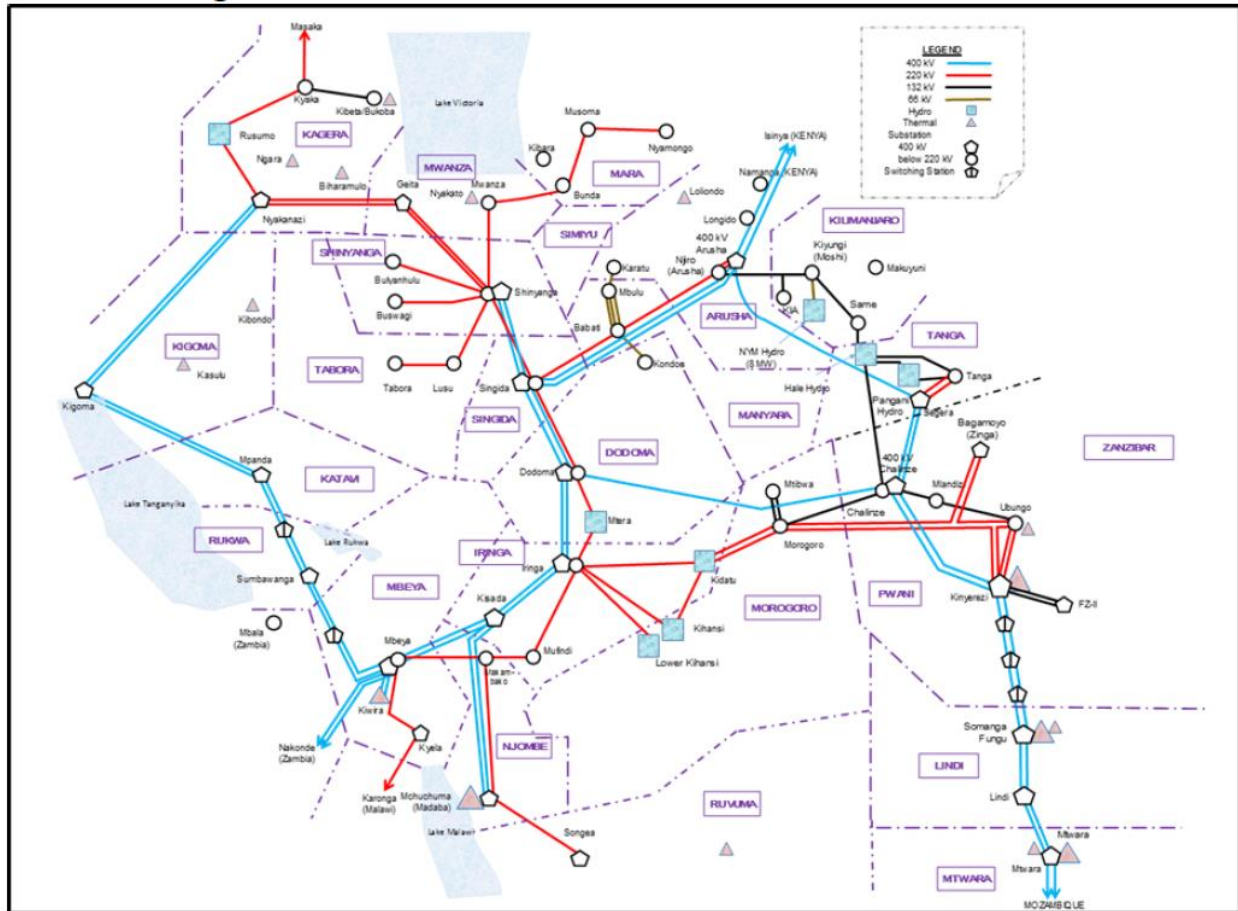 Masaka
Kyaka
Kibeta/Bukoba
Lake Victoria
Musoma
Nyamongo
Rusumo
KAGERA
Ngara
Biharamulo
MWANZA
Nyakato
Mwanza
Geita
Kibara
Bunda
MARA
Loliondo
Isinya (KENYA)
Namanga (KENYA)
Longido
LEGEND
400 kV
220 kV
132 kV
66 kV
Hydro
Thermal
Substation
400 kV
below 220 kV
Switching Station
Nyakanazi
SHINYANGA
SIMIYU
KILIMANJARO
Kiyungi
(Moshi)
Makuyuni
400 kV
Arusha
Njiro
(Arusha)
Bulyanhulu
Buswagi
Shinyanga
Karatu
Mbulu
Babati
Kondoa
ARUSHA
KIA
Same
NYM Hydro
(8 MW)
TANGA
Kibondo
KIGOMA
Kasulu
TABORA
Tabora
Lusu
Singida
SINGIDA
MANYARA
Hale Hydro
Pangani
Hydro
Tanga
Segera
Kigoma
Bagamoyo
(Zinga)
ZANZIBAR
DODOMA
Dodoma
Mpanda
KATAVI
400 kV
Chalinze
Mlandizi
Mtibwa
Chalinze
Ubungo
Lake Tanganyika
Lake Rukwa
RUKWA
Mtera
Morogoro
IRINGA
Iringa
Kidatu
Sumbawanga
MBEYA
Kisada
MOROGORO
PWANI
Kinyerezi
FZ-II
Mbala
(Zambia)
Mbeya
Makam-
bako
Mufindi
Kihansi
Lower Kihansi
Kiwira
Nakonde
(Zambia)
Kyela
NJOMBE
Karonga
(Malawi)
Mchuchuma
(Madaba)
Lake Malawi
Songea
RUVUMA
Somanga
Fungu
LINDI
Lindi
Mtwara
Mtwara
MTWARA
MOZAMBIQUE